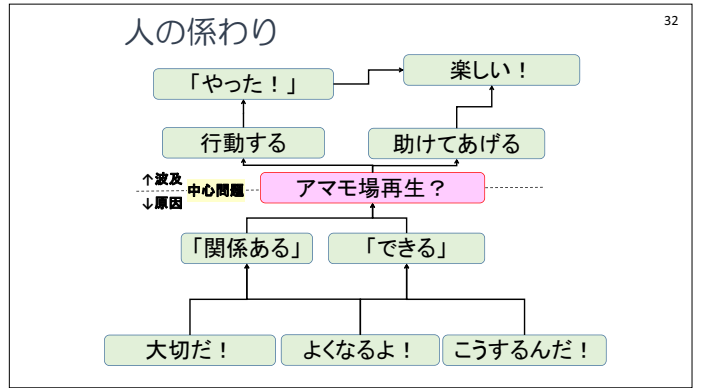 人の係わり
32
「やった！」
楽しい！
行動する
助けてあげる
↑波及
中心問題
アマモ場再生？
↓原因
「関係ある」
「できる」
大切だ！
よくなるよ！
こうするんだ！